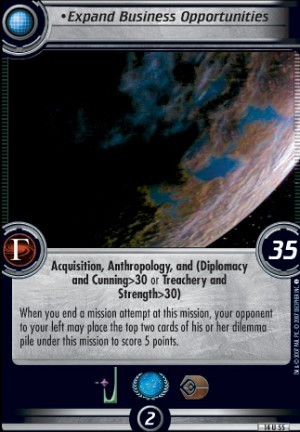 •Expand Business Opportunities
35
Acquisition, Anthropology, and (Diplomacy
and Cunning>30 or Treachery and
Strength>30)
When you end a mission attempt at this mission, your opponent
to your left may place the top two cards of his or her dilemma
pile under this mission to score 5 points.
2
14 U 55